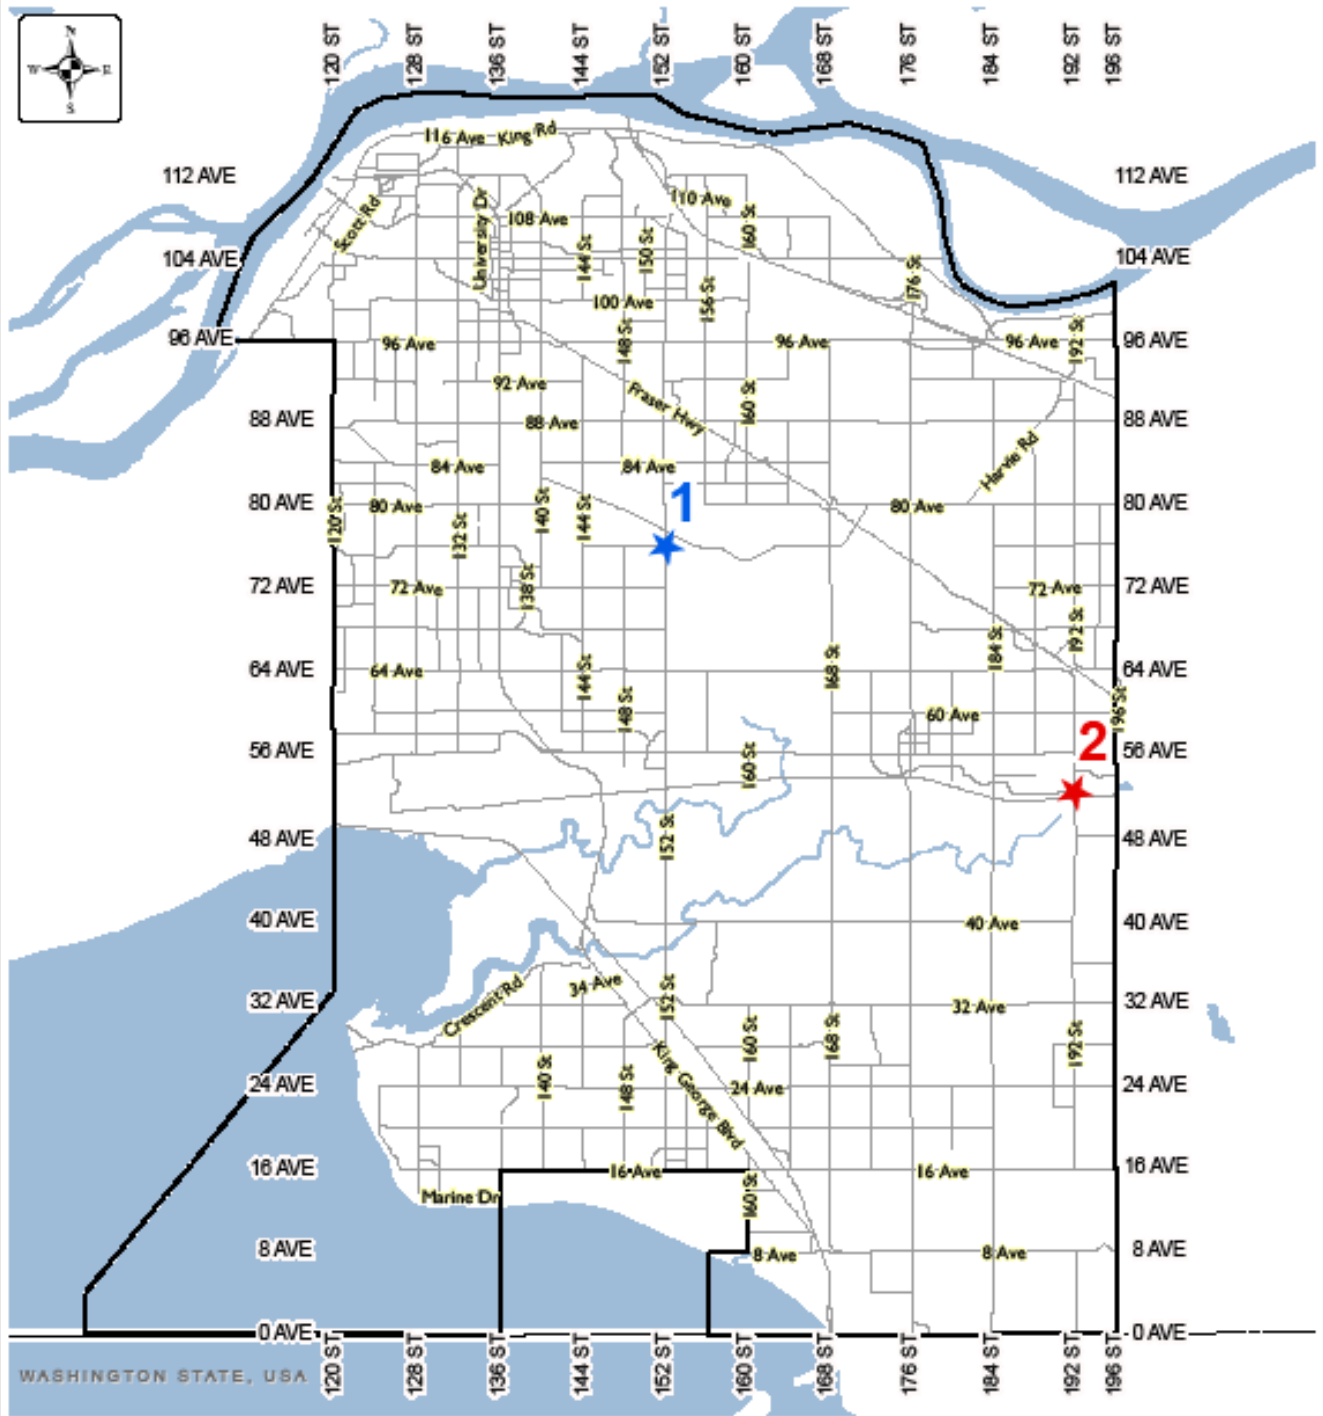 N
W E
S
120 ST 128 ST 136 ST 144 ST 152 ST 160 ST 168 ST 176 ST 184 ST 192 ST 196 ST
116 Ave King Rd
112 AVE 112 AVE
Scott Rd University Dr 108 Ave 110 Ave 160 St
104 AVE 144 St 150 St 176 St 104 AVE
100 Ave 156 St
96 AVE 96 Ave 148 St 96 Ave 96 Ave 192 St 96 AVE
92 Ave Fraser Hwy 160 St
88 AVE 88 Ave 88 AVE
84 Ave 84 Ave Harvie Rd
80 AVE 120 St 80 Ave 132 St 140 St 144 St 1 80 Ave 80 AVE
72 AVE 72 Ave 138 St 72 Ave 72 AVE
192 St
64 AVE 64 Ave 144 St 168 St 184 St 64 AVE
148 St 60 Ave 196 St
56 AVE 160 St 2 56 AVE
48 AVE 152 St 48 AVE
40 AVE 40 Ave 40 AVE
32 AVE Crescent Rd 34 Ave 152 St 32 Ave 32 AVE
160 St 168 St 192 St
24 AVE 140 St 148 St King George Blvd 24 Ave 24 AVE
16 AVE 16 Ave 16 Ave 16 AVE
Marine Dr 160 St
8 AVE 8 Ave 8 Ave 8 AVE
0 AVE 0 AVE
120 ST 128 ST 136 ST 144 ST 152 ST 160 ST 168 ST 176 ST 184 ST 192 ST 196 ST
WASHINGTON STATE, USA